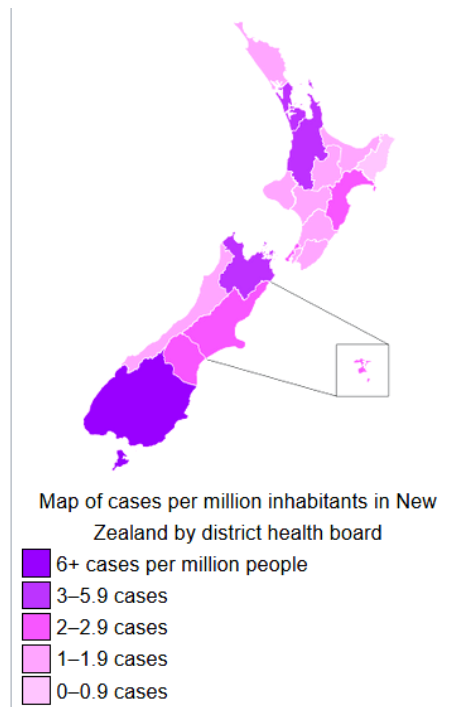 Map of cases per million inhabitants in New
Zealand by district health board
6+ cases per million people
3–5.9 cases
2–2.9 cases
1–1.9 cases
0–0.9 cases